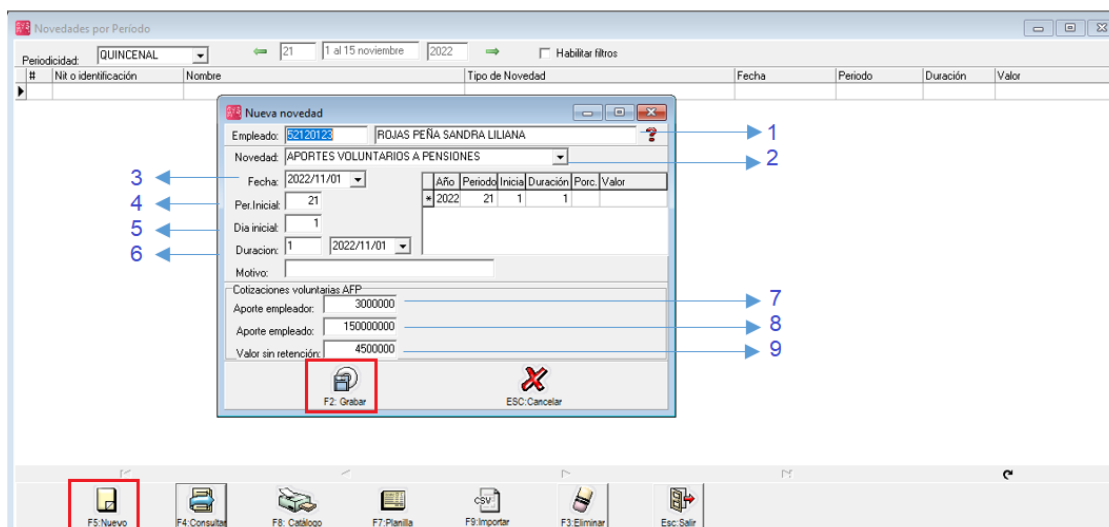 Novedades por Período
Periodicidad: QUINCENAL 21 1 al 15 noviembre 2022 Habilitar filtros
# Nit o identificación Nombre Tipo de Novedad Fecha Periodo Duración Valor
Nueva novedad
Empleado: 52120123 ROJAS PEÑA SANDRA LILIANA ? 1
Novedad: APORTES VOLUNTARIOS A PENSIONES 2
3 Fecha: 2022/11/01 Año Periodo Inicia Duración Porc. Valor
4 Per.Inicial: 21 * 2022 21 1 1
5 Dia inicial: 1
6 Duracion: 1 2022/11/01
Motivo:
Cotizaciones voluntarias AFP
Aporte empleador: 3000000 7
Aporte empleado: 150000000 8
Valor sin retención: 4500000 9
F2: Grabar ESC:Cancelar
F5:Nuevo F4:Consultar F8: Catálogo F7:Planilla CSV F9:Importar F3:Eliminar Esc:Salir